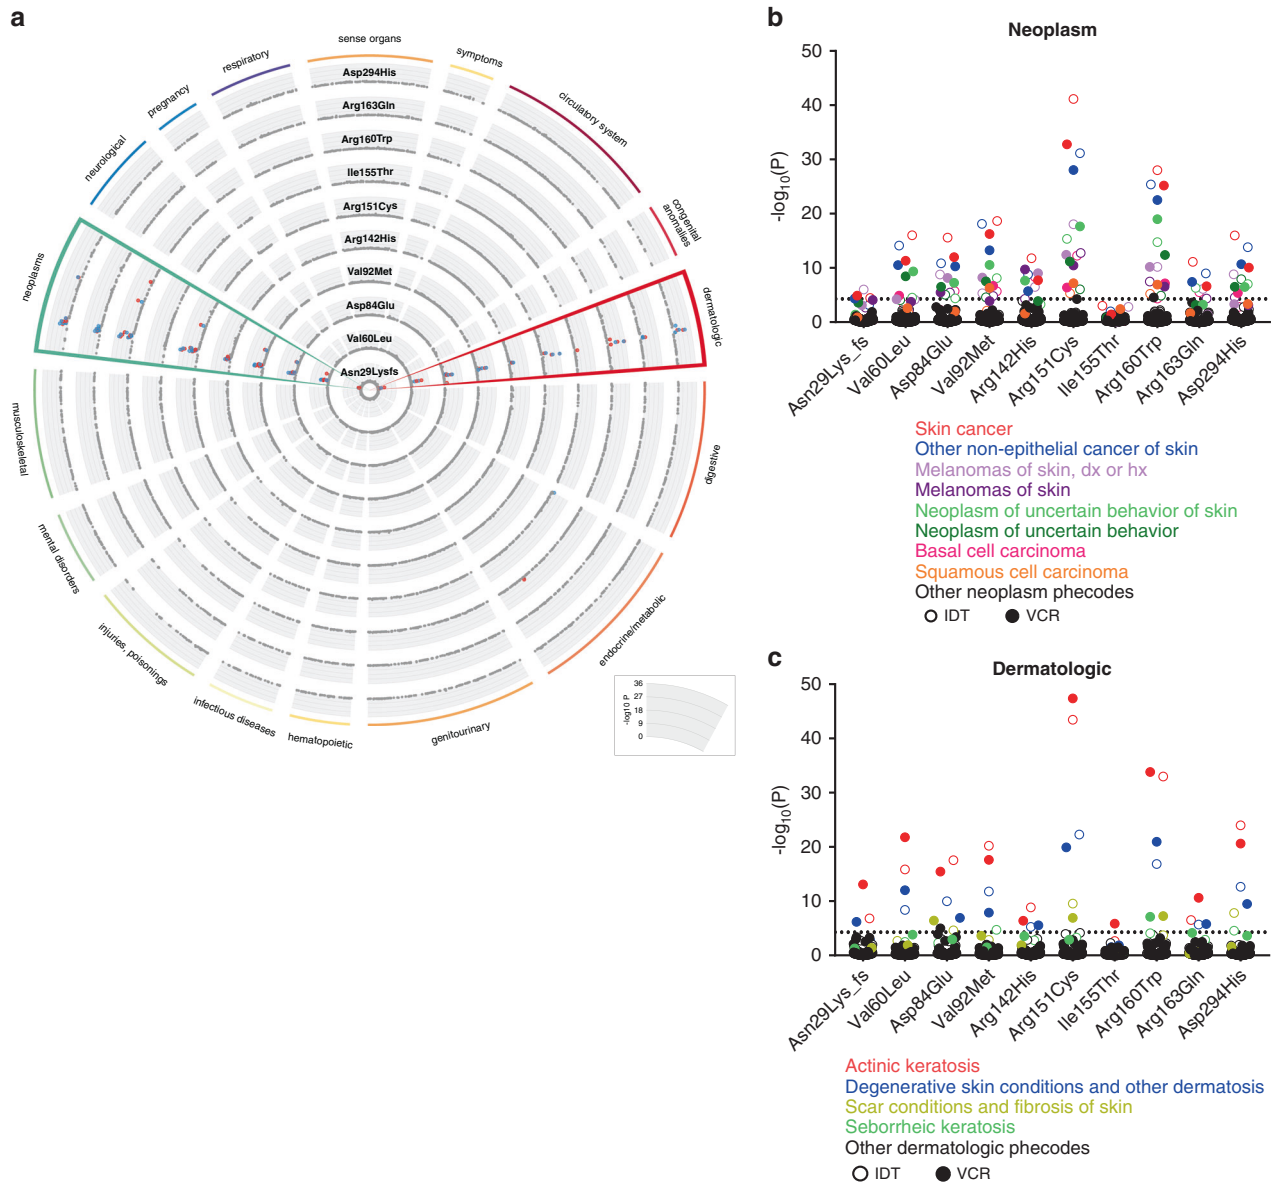 a
sense organs
respiratory
symptoms
pregnancy
circulatory system
neurological
congenital
anomalies
neoplasms
dermatologic
musculoskeletal
digestive
mental disorders
endocrine/metabolic
injuries, poisonings
infectious diseases
hematopoietic
genitourinary
Asp294His
Arg163Gln
Arg160Trp
Ile155Thr
Arg151Cys
Arg142His
Val92Met
Asp84Glu
Val60Leu
Asn29Lysfs
36
27
18
9
0
-log10 P
b
Neoplasm
50
40
30
20
10
0
-log10(P)
Asn29Lys_fs
Val60Leu
Asp84Glu
Val92Met
Arg142His
Arg151Cys
Ile155Thr
Arg160Trp
Arg163Gln
Asp294His
Skin cancer
Other non-epithelial cancer of skin
Melanomas of skin, dx or hx
Melanomas of skin
Neoplasm of uncertain behavior of skin
Neoplasm of uncertain behavior
Basal cell carcinoma
Squamous cell carcinoma
Other neoplasm phecodes
IDT VCR
c
Dermatologic
50
40
30
20
10
0
-log10(P)
Asn29Lys_fs
Val60Leu
Asp84Glu
Val92Met
Arg142His
Arg151Cys
Ile155Thr
Arg160Trp
Arg163Gln
Asp294His
Actinic keratosis
Degenerative skin conditions and other dermatosis
Scar conditions and fibrosis of skin
Seborrheic keratosis
Other dermatologic phecodes
IDT VCR